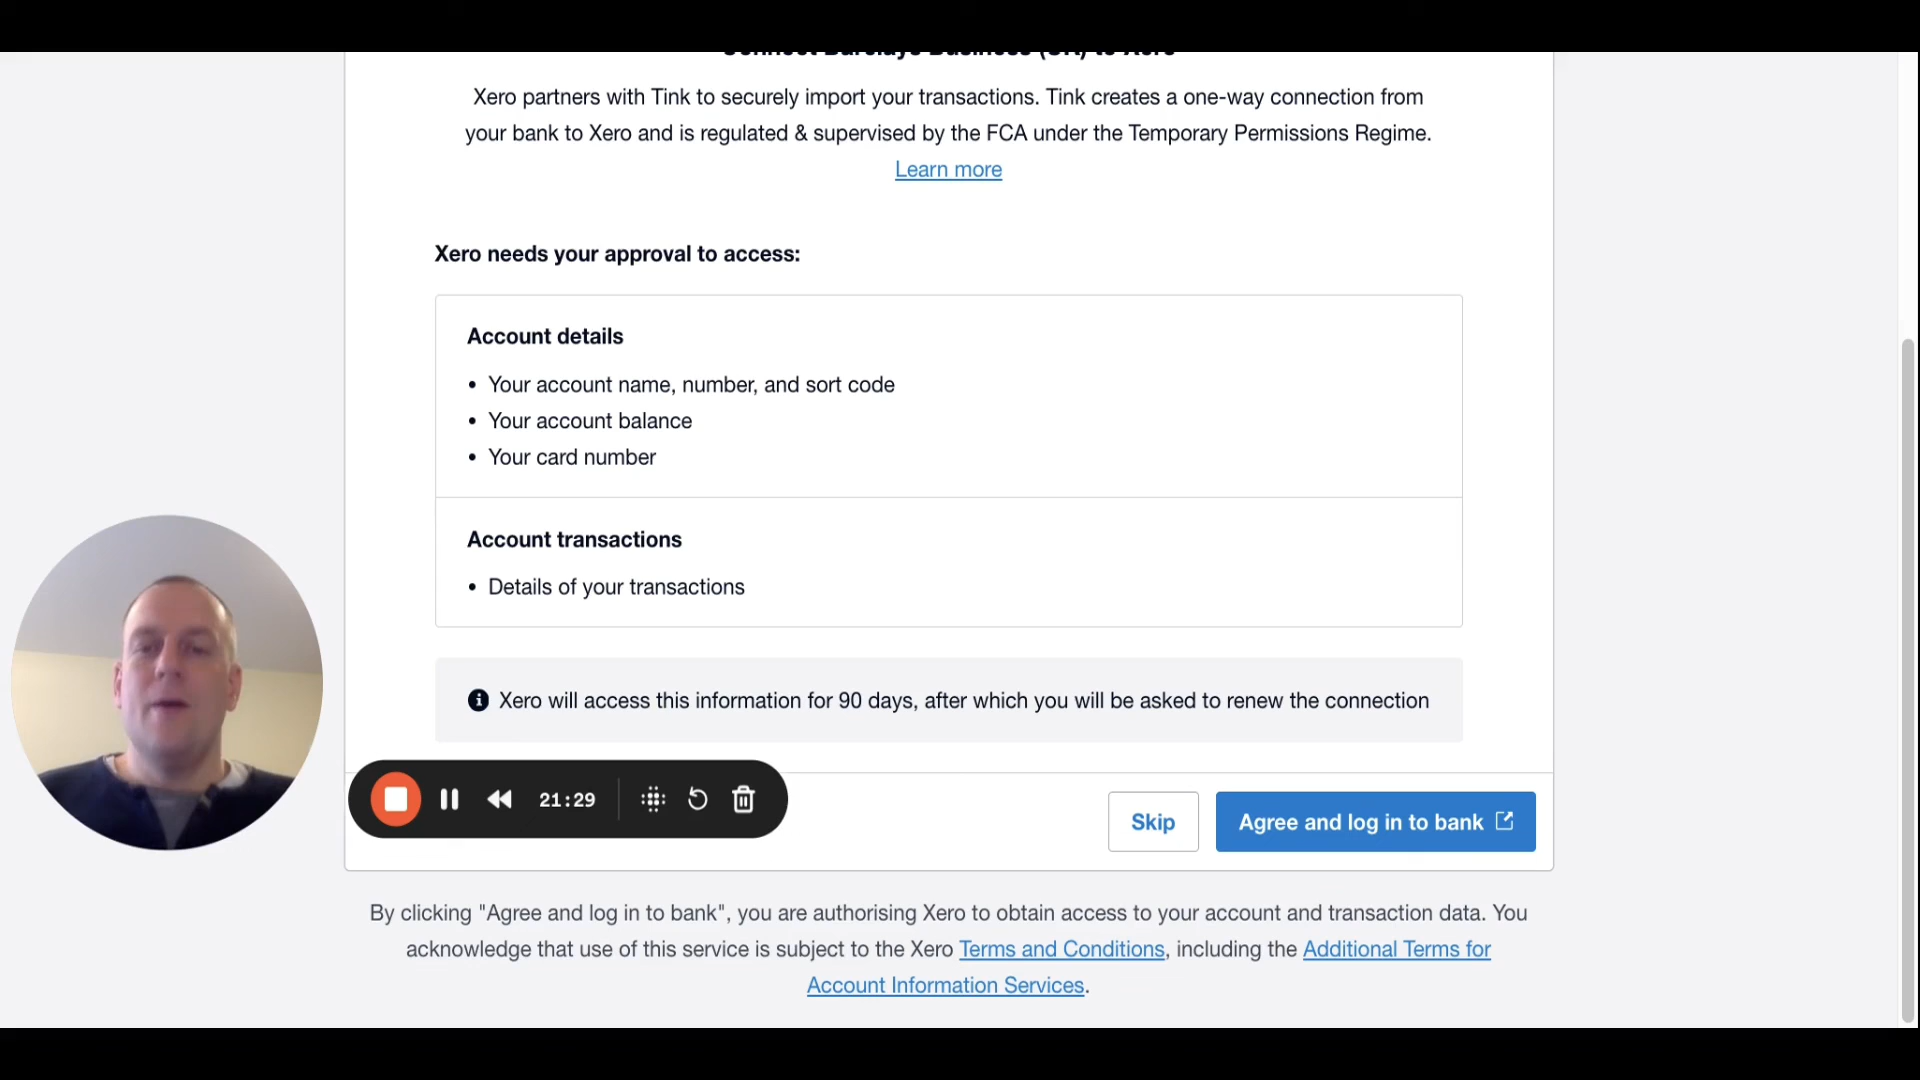 Connect Barclays Business (UK) to Xero
Xero partners with Tink to securely import your transactions. Tink creates a one-way connection from
your bank to Xero and is regulated & supervised by the FCA under the Temporary Permissions Regime.
Learn more
Xero needs your approval to access:
Account details
• Your account name, number, and sort code
• Your account balance
• Your card number
Account transactions
• Details of your transactions
Xero will access this information for 90 days, after which you will be asked to renew the connection
21:29
Skip
Agree and log in to bank
By clicking "Agree and log in to bank", you are authorising Xero to obtain access to your account and transaction data. You
acknowledge that use of this service is subject to the Xero Terms and Conditions, including the Additional Terms for
Account Information Services.